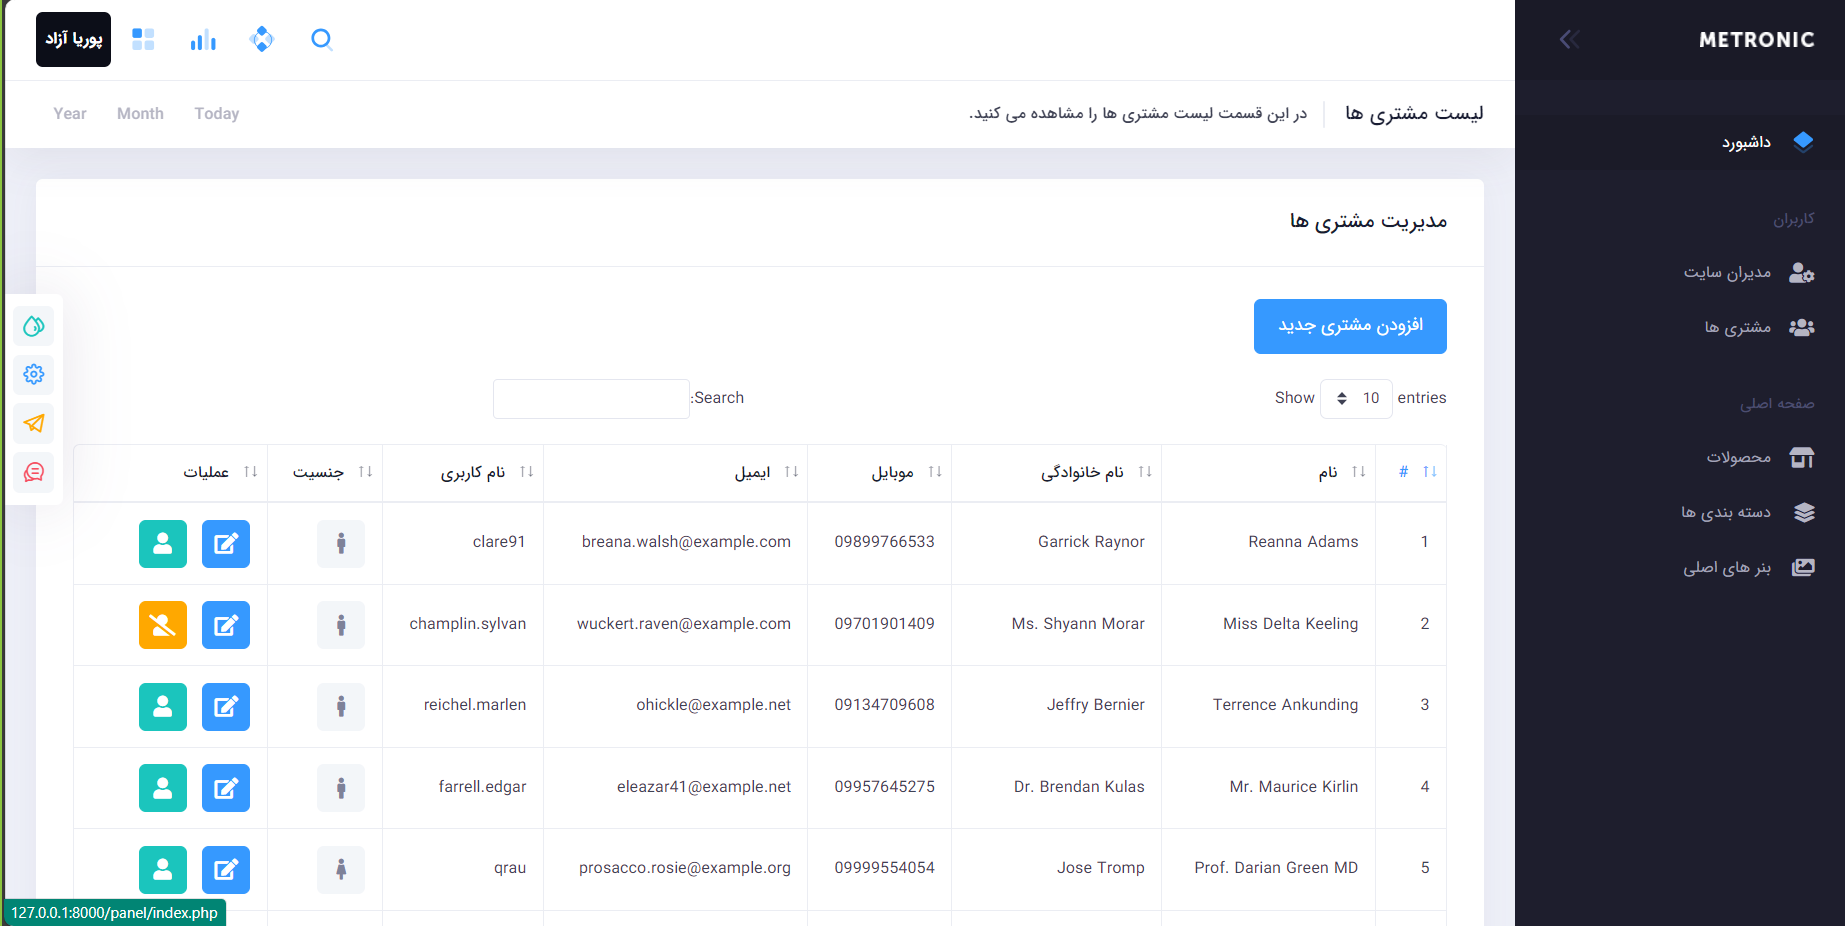 METRONIC
پوریا آزاد
داشبورد
کاربران
مدیران سایت
مشتری ها
صفحه اصلی
محصولات
دسته بندی ها
بنر های اصلی
لیست مشتری ها
در این قسمت لیست مشتری ها را مشاهده می کنید.
Today Month Year
مدیریت مشتری ها
افزودن مشتری جدید
Show 10 entries
Search:
# نام نام خانوادگی موبایل ایمیل نام کاربری جنسیت عملیات
1 Reanna Adams Garrick Raynor 09899766533 breana.walsh@example.com clare91
2 Miss Delta Keeling Ms. Shyann Morar 09701901409 wuckert.raven@example.com champlin.sylvan
3 Terrence Ankunding Jeffry Bernier 09134709608 ohickle@example.net reichel.marlen
4 Mr. Maurice Kirlin Dr. Brendan Kulas 09957645275 eleazar41@example.net farrell.edgar
5 Prof. Darian Green MD Jose Tromp 09999554054 prosacco.rosie@example.org qrau
127.0.0.1:8000/panel/index.php